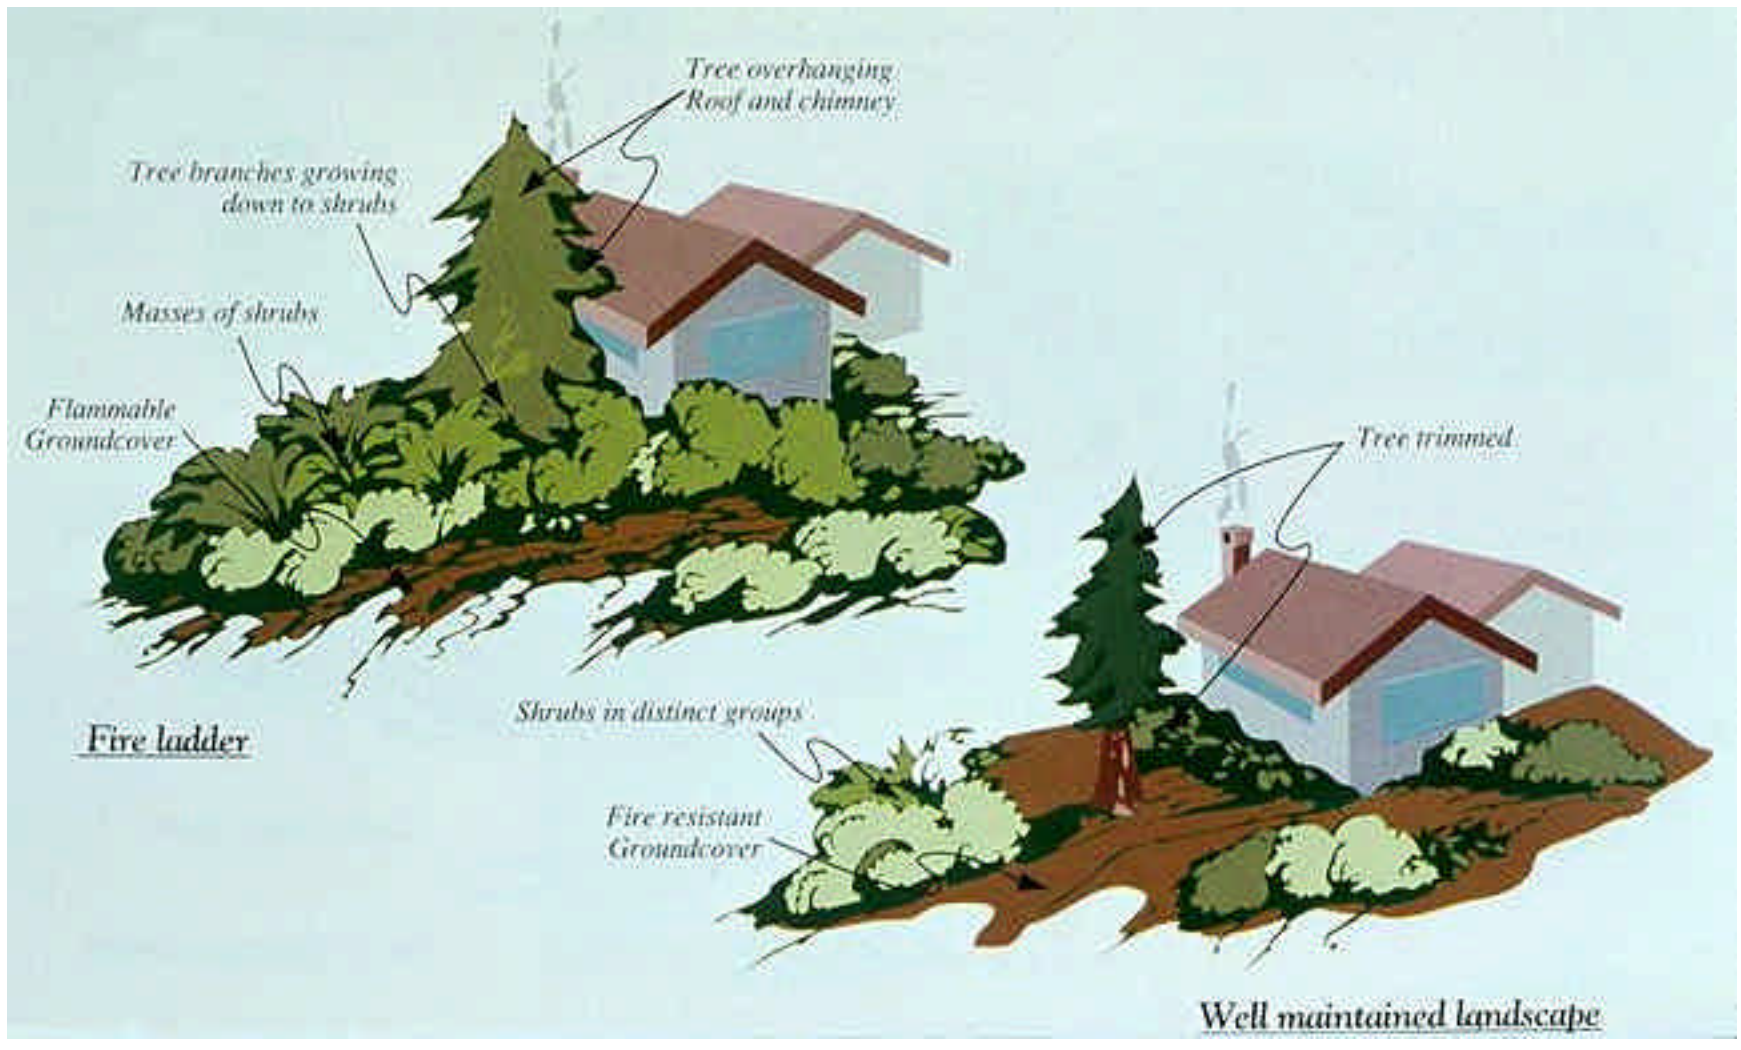 Tree overhanging
Roof and chimney
Tree branches growing
down to shrubs
Masses of shrubs
Flammable
Groundcover
Fire ladder
Tree trimmed
Shrubs in distinct groups
Fire resistant
Groundcover
Well maintained landscape